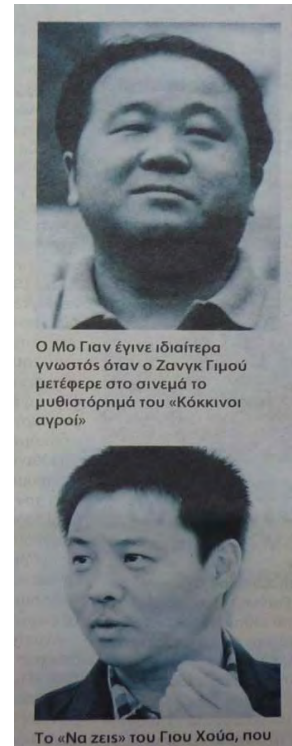 Ο Μο Γιαν έγινε ιδιαίτερα
γνωστός όταν ο Ζανγκ Γιμού
μετέφερε στο σινεμά το
μυθιστόρημά του «Κόκκινοι
αγροί»
Το «Να ζεις» του Γιου Χούα, που